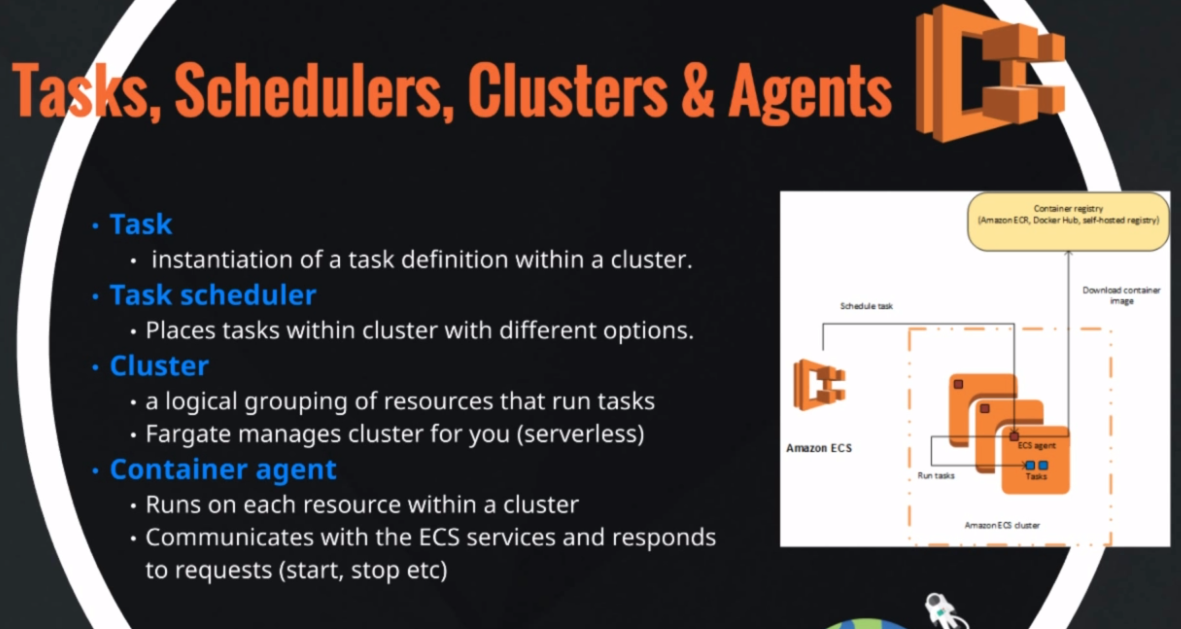 Tasks, Schedulers, Clusters & Agents
• Task
• instantiation of a task definition within a cluster.
• Task scheduler
• Places tasks within cluster with different options.
• Cluster
• a logical grouping of resources that run tasks
• Fargate manages cluster for you (serverless)
• Container agent
• Runs on each resource within a cluster
• Communicates with the ECS services and responds
to requests (start, stop etc)
Container registry
(Amazon ECR, Docker Hub, self-hosted registry)
Download container
image
Schedule task
Amazon ECS
ECS agent
Run tasks
Tasks
Amazon ECS cluster